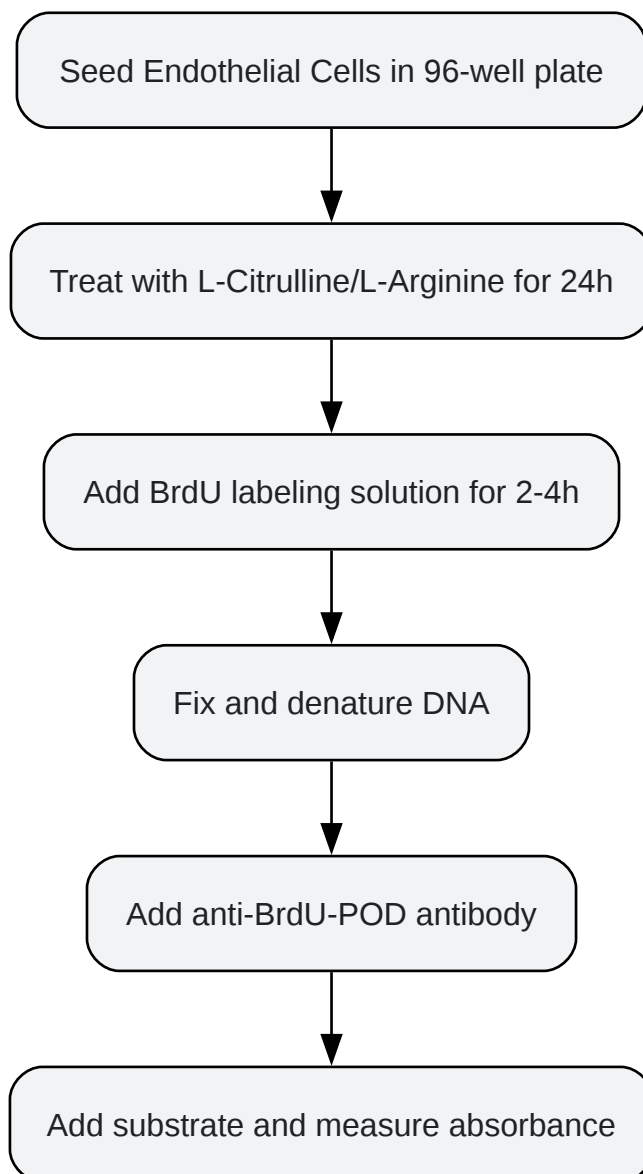 Seed Endothelial Cells in 96-well plate
Treat with L-Citrulline/L-Arginine for 24h
Add BrdU labeling solution for 2-4h
Fix and denature DNA
Add anti-BrdU-POD antibody
Add substrate and measure absorbance